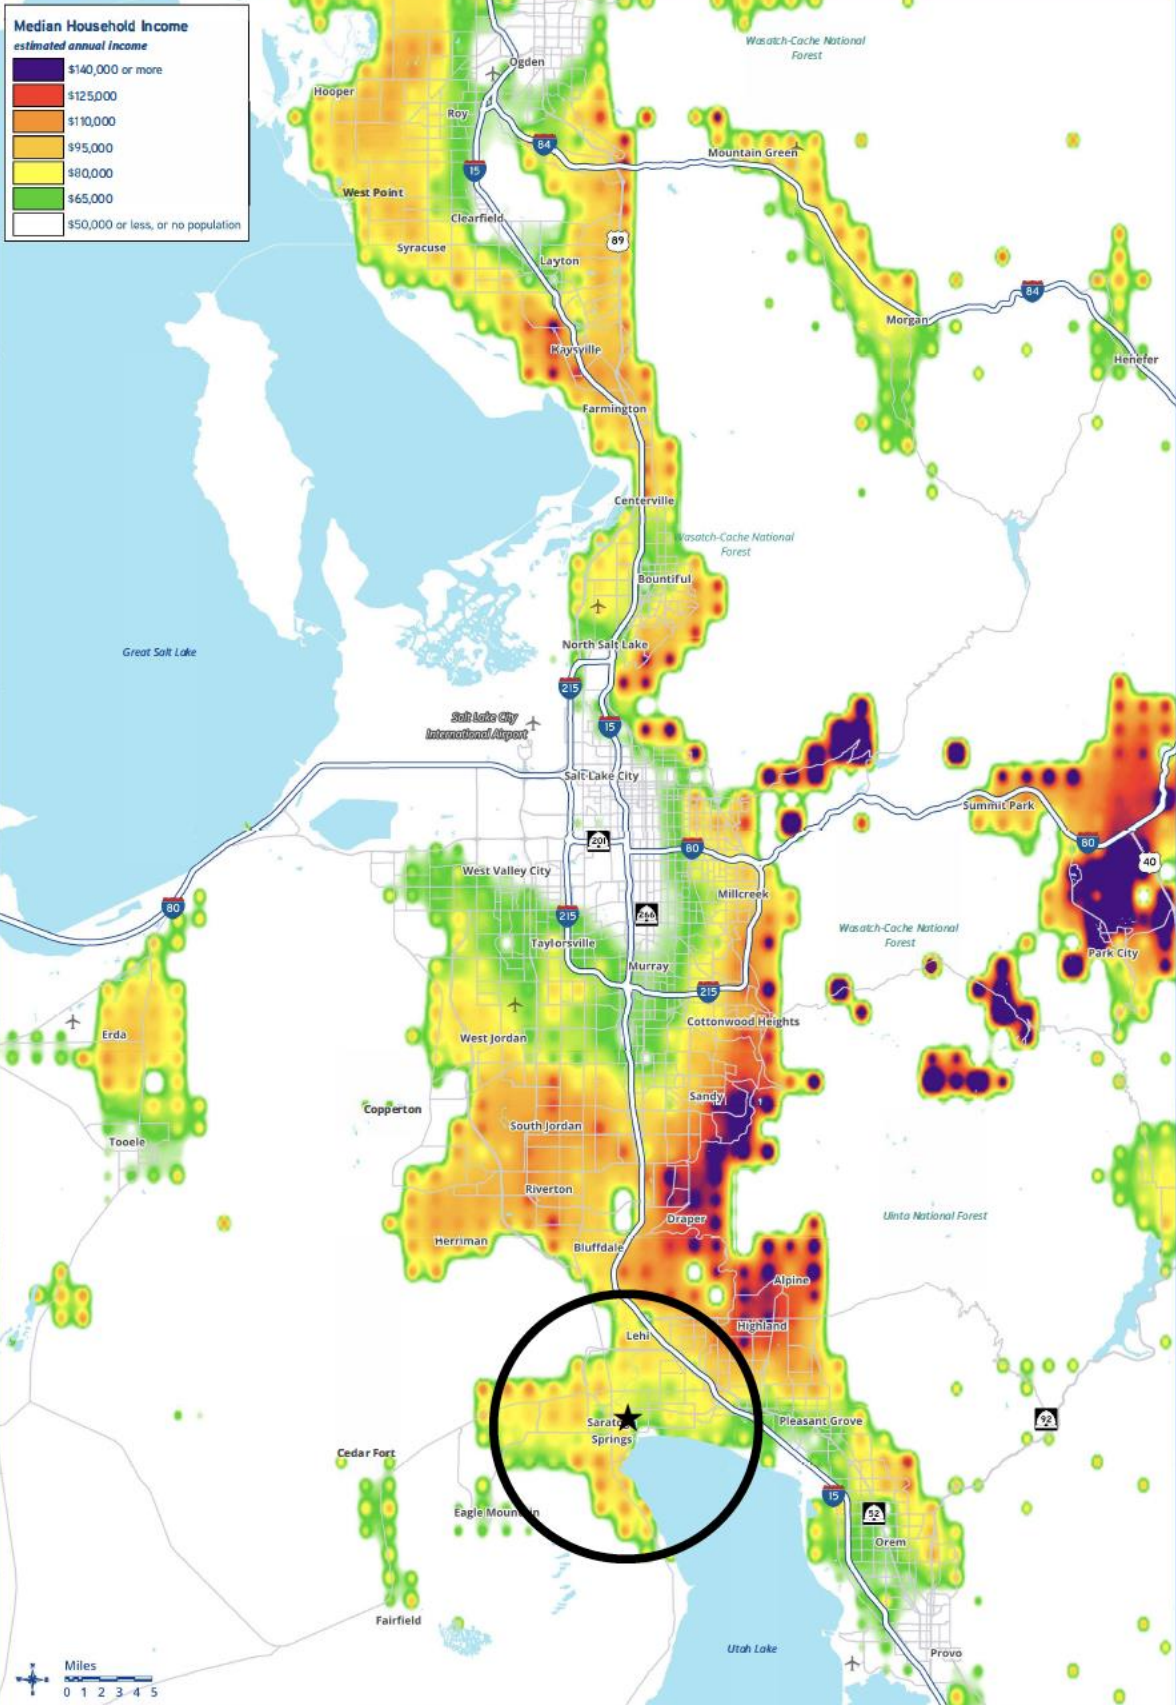 Median Household Income
estimated annual income
$140,000 or more
$125,000
$110,000
$95,000
$80,000
$65,000
$50,000 or less, or no population
Wasatch-Cache National
Forest
Ogden
Hooper
Roy
84
Mountain Green
15
West Point
Clearfield
89
Syracuse
Layton
84
Morgan
Kaysville
Henefer
Farmington
Centerville
Wasatch-Cache National
Forest
Bountiful
North Salt Lake
Great Salt Lake
215
Salt Lake City
International Airport
15
Salt Lake City
Summit Park
201
80
80
40
West Valley City
Millcreek
80
215
266
Taylorsville
Wasatch-Cache National
Forest
Park City
Murray
215
Erda
Cottonwood Heights
West Jordan
Sandy
Copperton
South Jordan
Tooele
Riverton
Draper
Uinta National Forest
Herriman
Bluffdale
Alpine
Highland
Lehi
Pleasant Grove
92
Springs
Cedar Fort
15
52
Eagle Mountain
Orem
Fairfield
Utah Lake
Provo
Miles
0 1 2 3 4 5